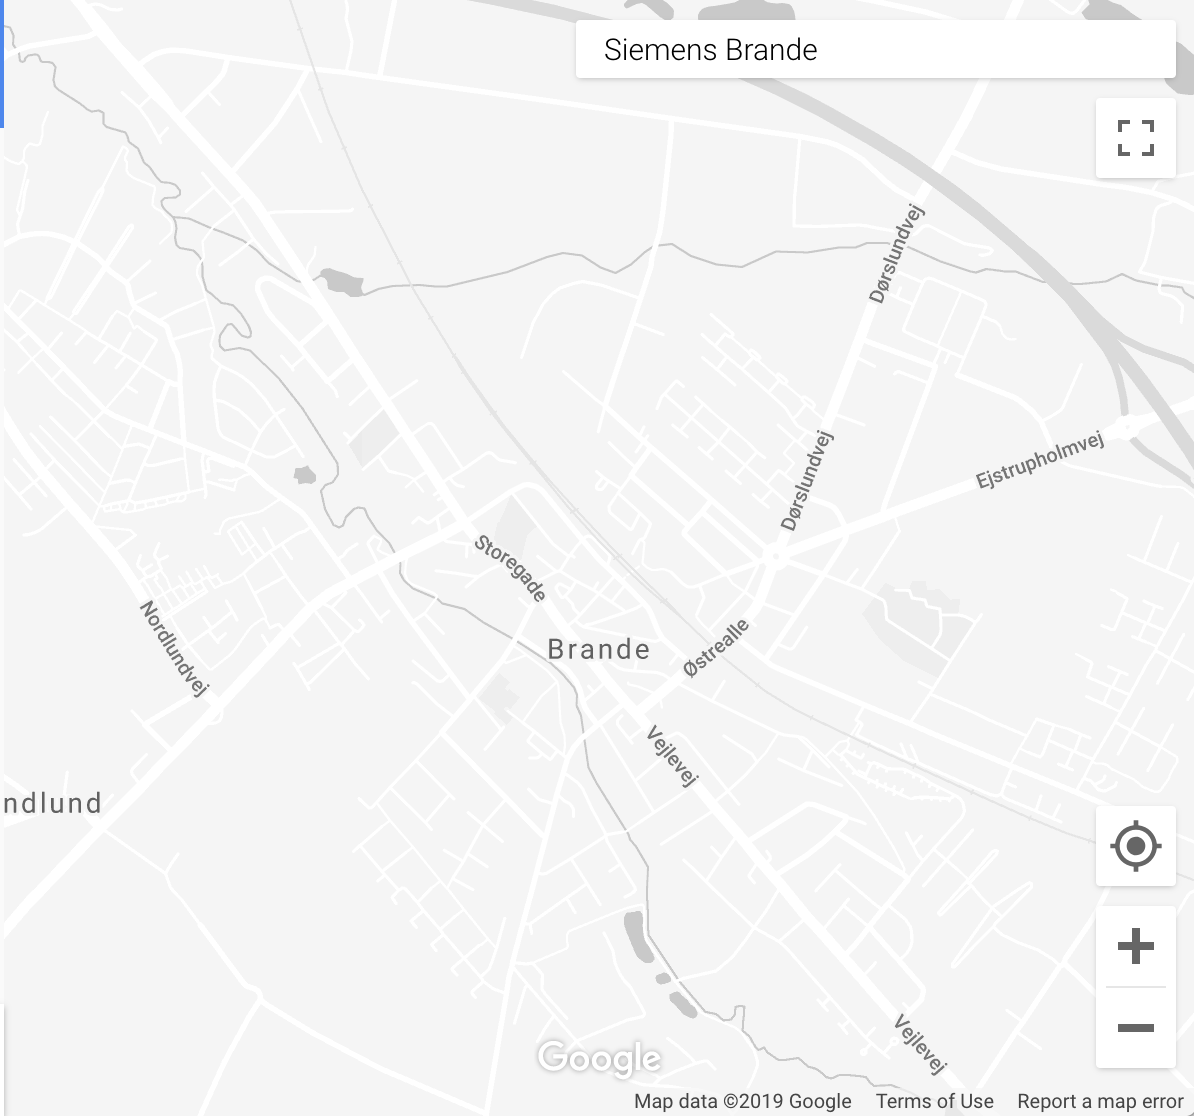 Siemens Brande
Dørslundvej
Dørslundvej
Ejstrupholmvej
Storegade
Nordlundvej
Brande
Østrealle
Vejlevej
ndlund
Vejlevej
Google
Map data ©2019 Google Terms of Use Report a map error